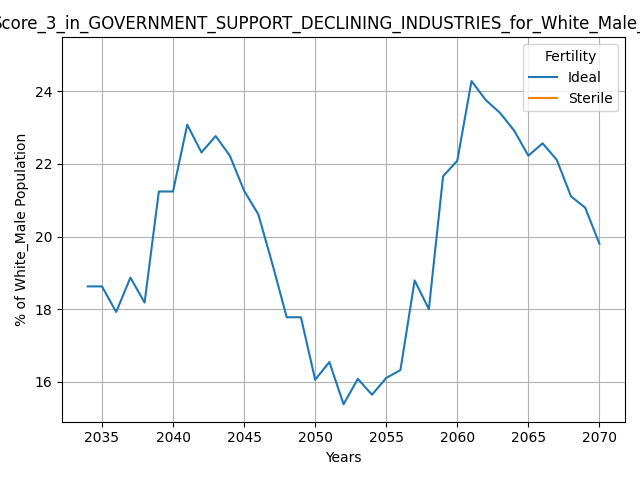 Score_3_in_GOVERNMENT_SUPPORT_DECLINING_INDUSTRIES_for_White_Male_
Fertility
Ideal
Sterile
% of White_Male Population
24
22
20
18
16
2035 2040 2045 2050 2055 2060 2065 2070
Years